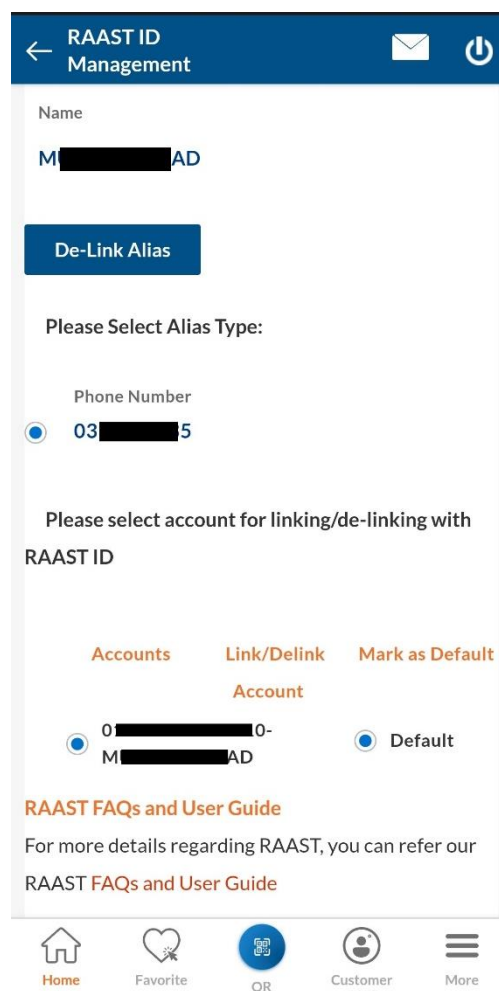 RAAST ID
Management
Name
M AD
De-Link Alias
Please Select Alias Type:
Phone Number
03 5
Please select account for linking/de-linking with
RAAST ID
Accounts Link/Delink Mark as Default
Account
0 0-
M AD
Default
RAAST FAQs and User Guide
For more details regarding RAAST, you can refer our
RAAST FAQs and User Guide
Home Favorite QR Customer More